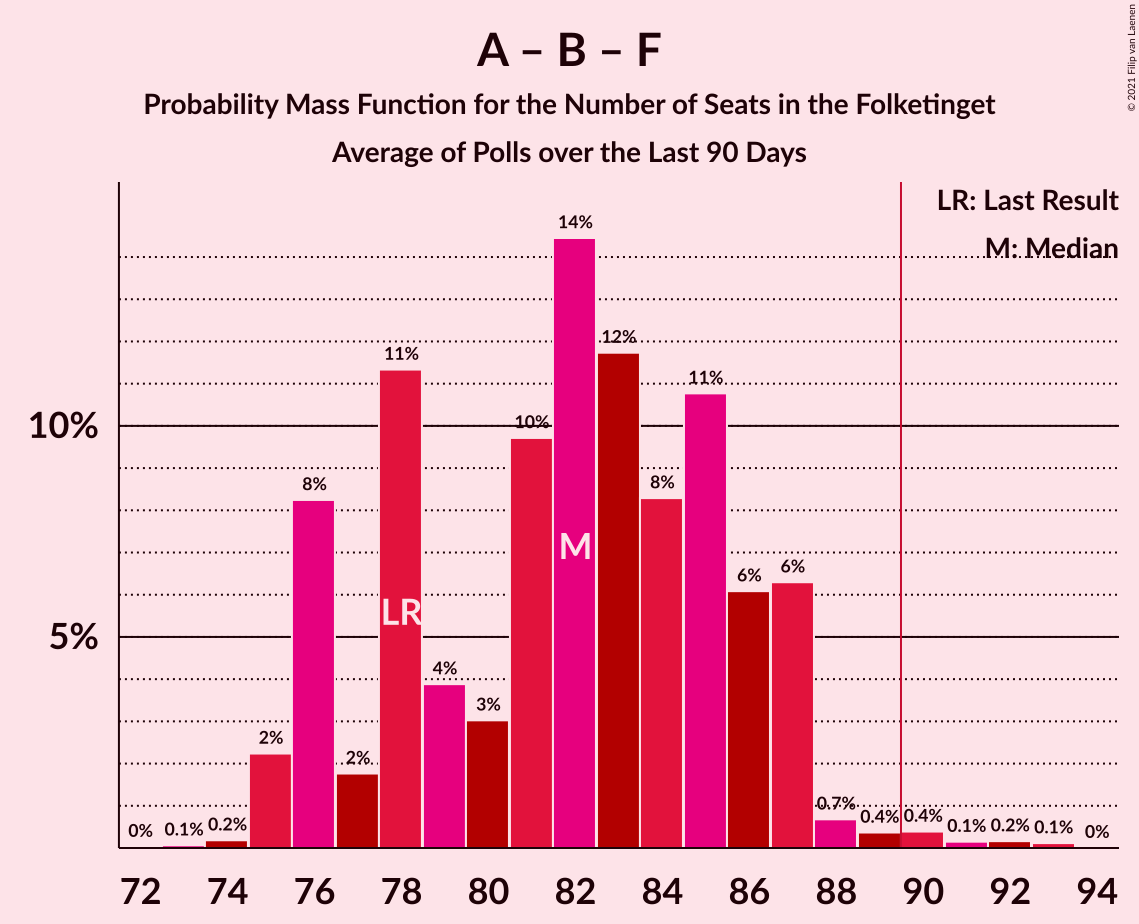 A – B – F
Probability Mass Function for the Number of Seats in the Folketinget
Average of Polls over the Last 90 Days
© 2021 Filip van Laenen
LR: Last Result
M: Median
10%
5%
0%
0.1%
0.2%
2%
8%
2%
11%
4%
3%
10%
14%
12%
8%
11%
6%
6%
0.7%
0.4%
0.4%
0.1%
0.2%
0.1%
0%
LR
M
72 74 76 78 80 82 84 86 88 90 92 94